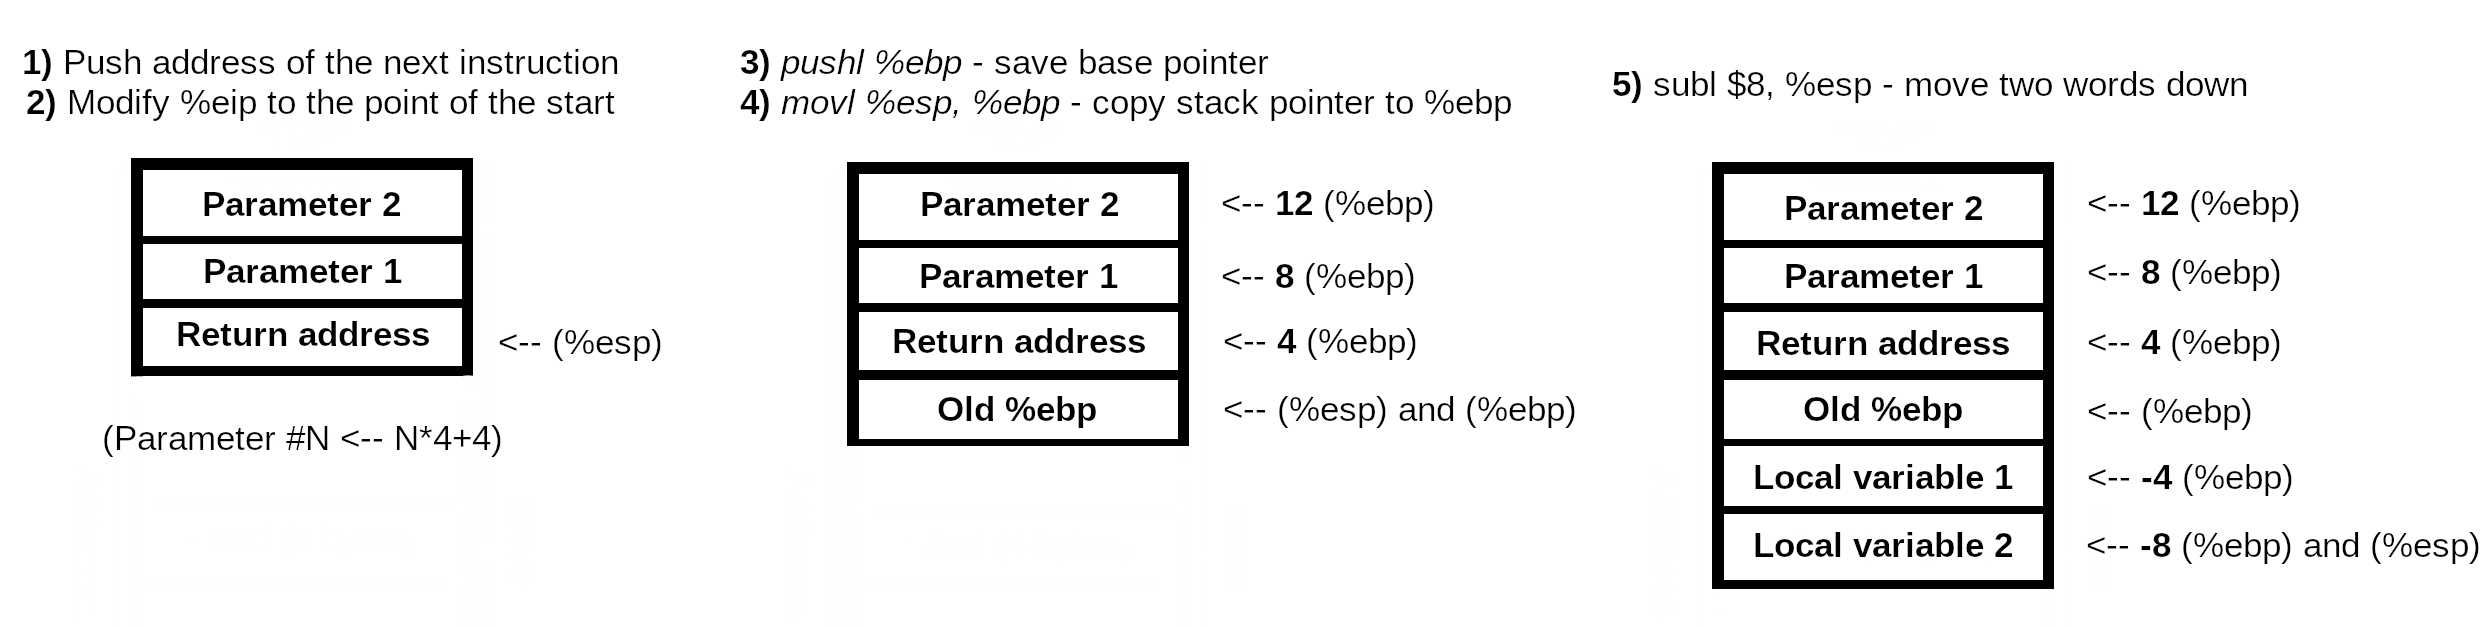 1) Push address of the next instruction
2) Modify %eip to the point of the start
Parameter 2
Parameter 1
Return address
<-- (%esp)
(Parameter #N <-- N*4+4)
3) pushl %ebp - save base pointer
4) movl %esp, %ebp - copy stack pointer to %ebp
Parameter 2 <-- 12 (%ebp)
Parameter 1 <-- 8 (%ebp)
Return address <-- 4 (%ebp)
Old %ebp <-- (%esp) and (%ebp)
5) subl $8, %esp - move two words down
Parameter 2 <-- 12 (%ebp)
Parameter 1 <-- 8 (%ebp)
Return address <-- 4 (%ebp)
Old %ebp <-- (%ebp)
Local variable 1 <-- -4 (%ebp)
Local variable 2 <-- -8 (%ebp) and (%esp)